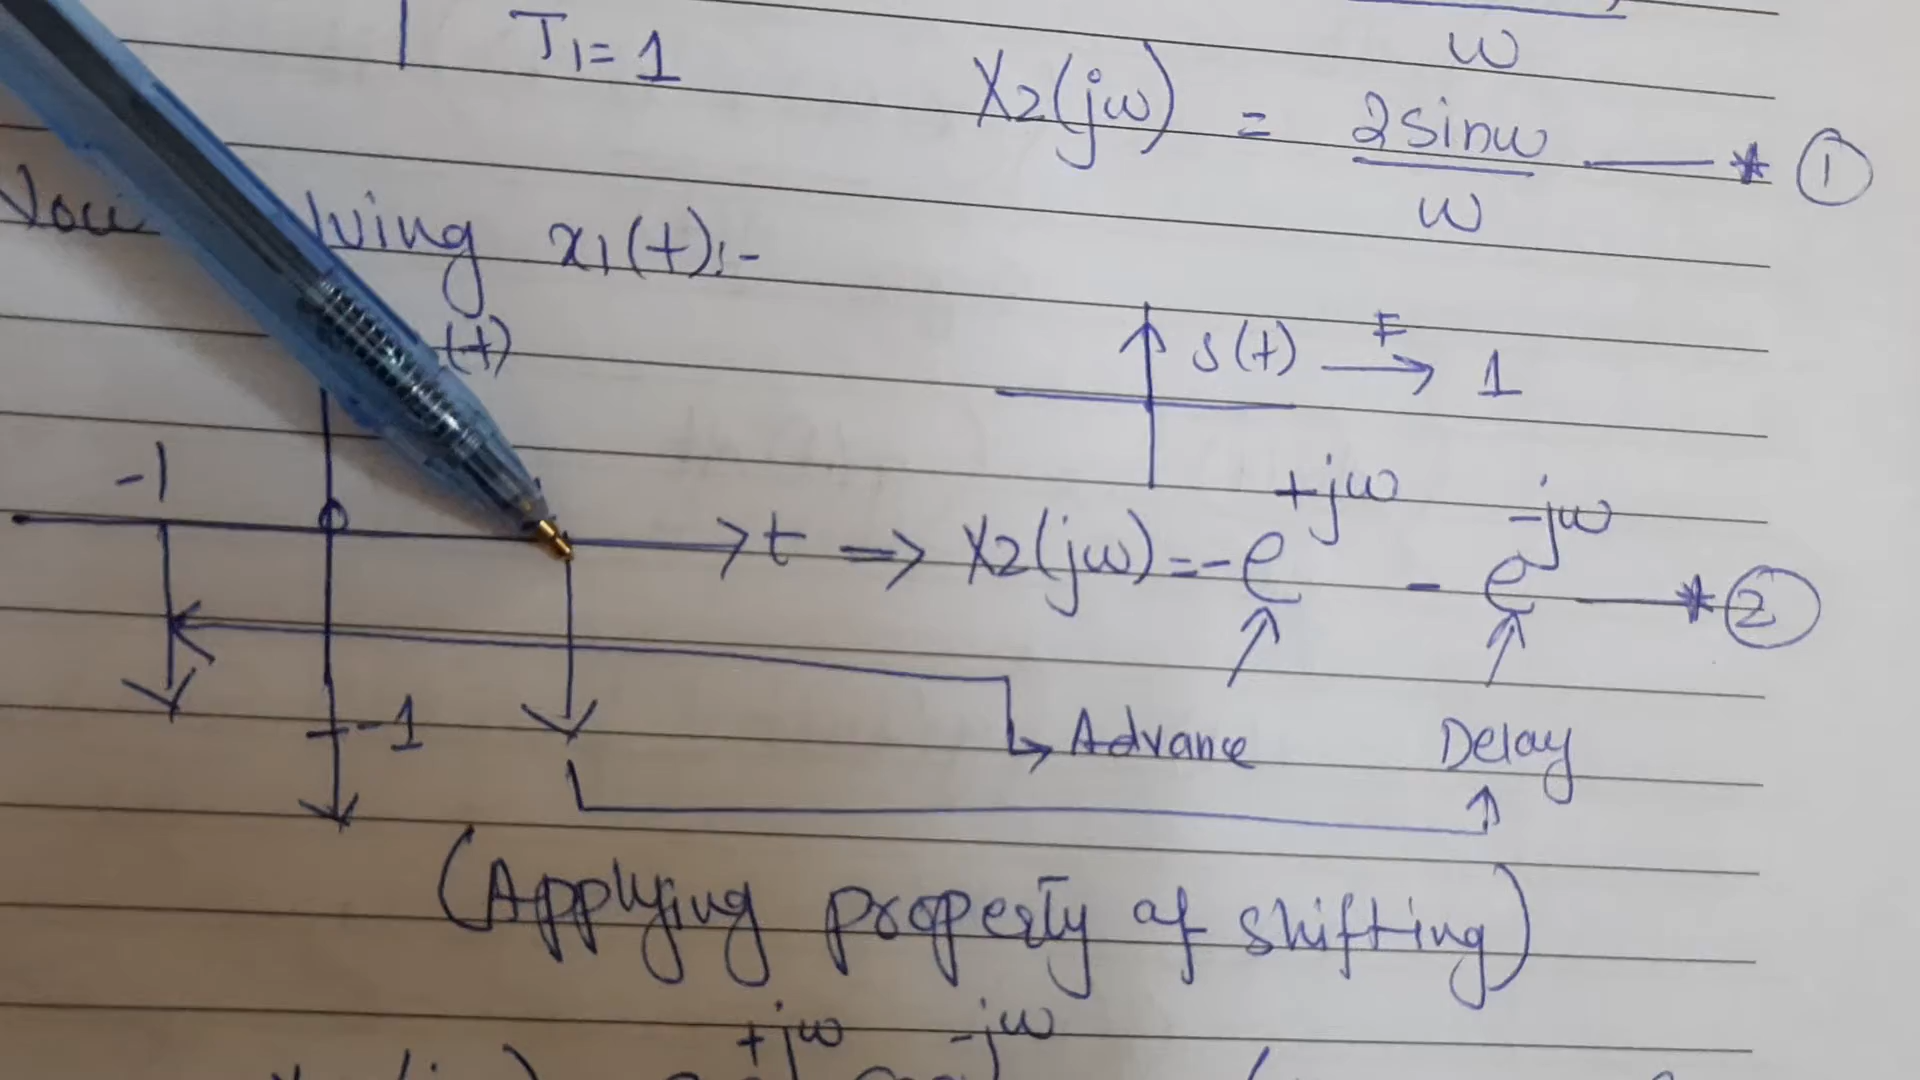 T1 = 1
ω
X2(jω) = 2sinω / ω —* ①
x1(t):-
(t)
δ(t) F→ 1
-1
t => X2(jω) = -e^+jω - e^-jω —* ②
-1
Advance
Delay
(Applying property of shifting)
+jω -jω